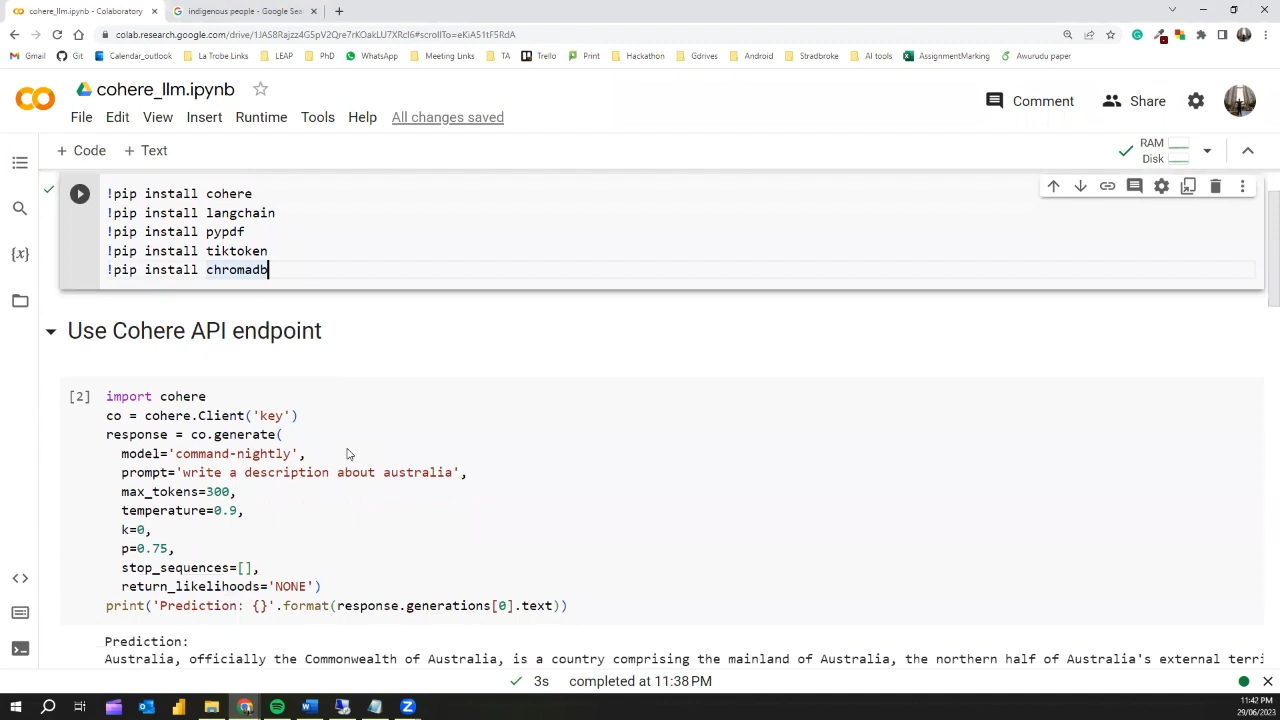 cohere_llm.ipynb - Colaboratory
indigenous people - Google Sea
colab.research.google.com/drive/1JAS8Rajzz4G5pV2Qre7rKOakLU7XRcI6#scrollTo=eKiA51tF5RdA
Gmail Git Calendar_outlook La Trobe Links LEAP PhD WhatsApp Meeting Links TA Trello Print Hackathon Gdrives Android Stradbroke AI tools AssignmentMarking Awurudu paper
cohere_llm.ipynb
Comment Share
File Edit View Insert Runtime Tools Help All changes saved
+ Code + Text
RAM
Disk
!pip install cohere
!pip install langchain
!pip install pypdf
!pip install tiktoken
!pip install chromadb
Use Cohere API endpoint
[2] import cohere
co = cohere.Client('key')
response = co.generate(
model='command-nightly',
prompt='write a description about australia',
max_tokens=300,
temperature=0.9,
k=0,
p=0.75,
stop_sequences=[],
return_likelihoods='NONE')
print('Prediction: {}'.format(response.generations[0].text))
Prediction:
Australia, officially the Commonwealth of Australia, is a country comprising the mainland of Australia, the northern half of Australia's external terri
3s completed at 11:38 PM
11:42 PM
29/06/2023